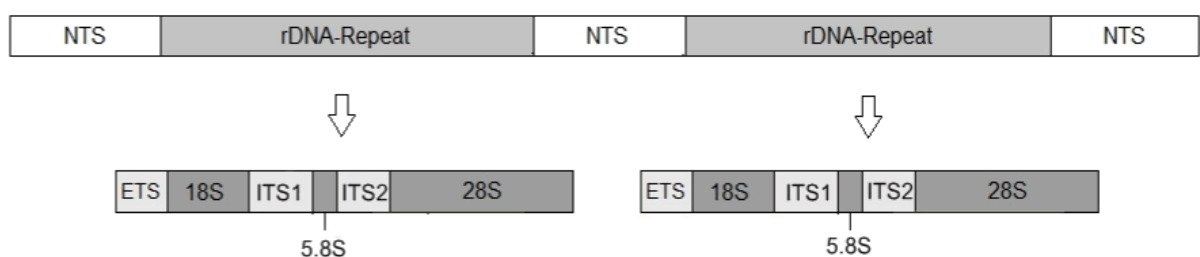 NTS rDNA-Repeat NTS rDNA-Repeat NTS
ETS 18S ITS1 ITS2 28S ETS 18S ITS1 ITS2 28S
5.8S 5.8S